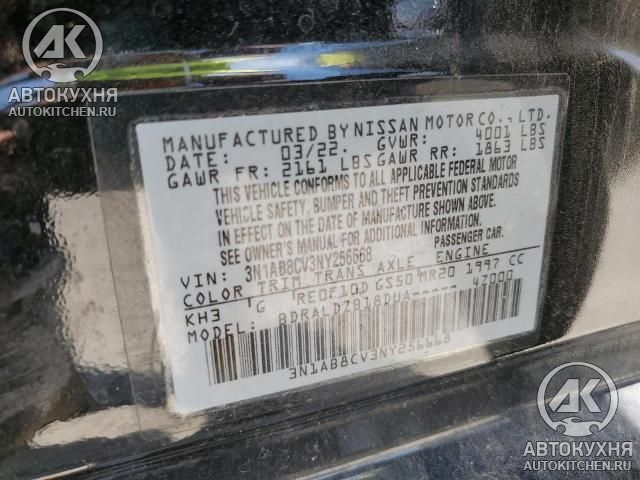 АК
АВТОКУХНЯ
AUTOKITCHEN.RU
MANUFACTURED BY NISSAN MOTOR CO., LTD.
DATE: 03/22. GVWR: 4001 LBS
GAWR FR: 2161 LBS GAWR RR: 1863 LBS
THIS VEHICLE CONFORMS TO ALL APPLICABLE FEDERAL MOTOR
VEHICLE SAFETY, BUMPER AND THEFT PREVENTION STANDARDS
IN EFFECT ON THE DATE OF MANUFACTURE SHOWN ABOVE.
SEE OWNER'S MANUAL FOR ADDITIONAL INFORMATION.
VIN: 3N1AB8CV3NY256668 PASSENGER CAR
COLOR TRIM TRANS AXLE ENGINE
KH3 G RE0F10D GS50 MR20 1997 CC
MODEL: BDRALDZB18DUA----- 4Z000
3N1AB8CV3NY256668
АК
АВТОКУХНЯ
AUTOKITCHEN.RU